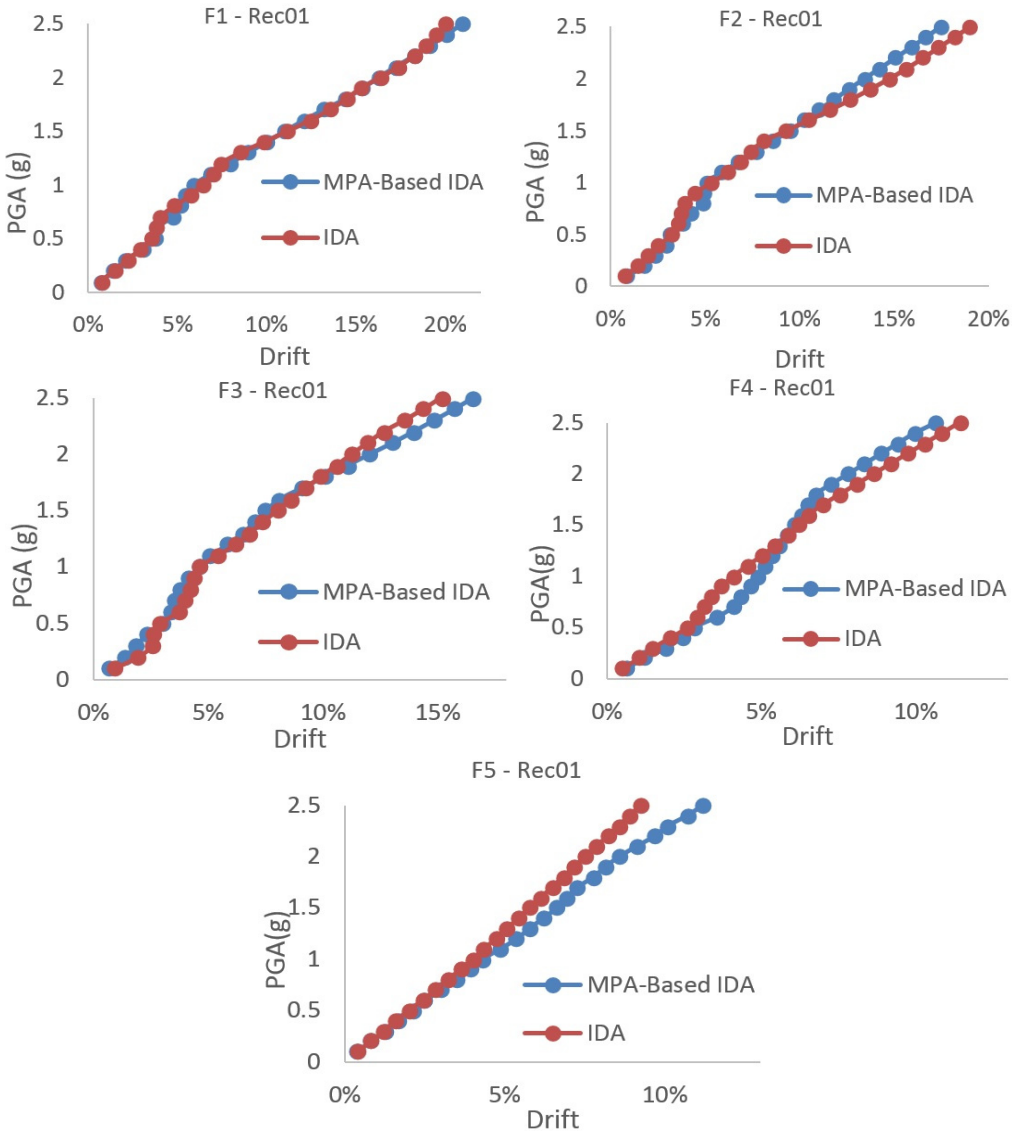 F1 - Rec01
2.5
2
1.5
1
0.5
0
PGA (g)
MPA-Based IDA
IDA
0% 5% 10% 15% 20%
Drift
F2 - Rec01
2.5
2
1.5
1
0.5
0
PGA (g)
MPA-Based IDA
IDA
0% 5% 10% 15% 20%
Drift
F3 - Rec01
2.5
2
1.5
1
0.5
0
PGA (g)
MPA-Based IDA
IDA
0% 5% 10% 15%
Drift
F4 - Rec01
2.5
2
1.5
1
0.5
0
PGA(g)
MPA-Based IDA
IDA
0% 5% 10%
Drift
F5 - Rec01
2.5
2
1.5
1
0.5
0
PGA(g)
MPA-Based IDA
IDA
0% 5% 10%
Drift